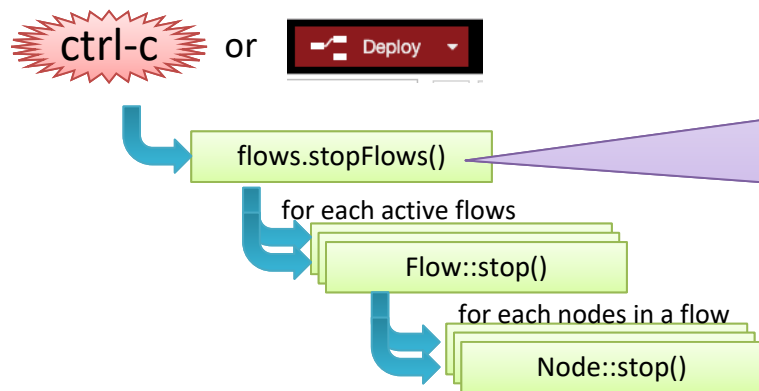 ctrl-c or Deploy
flows.stopFlows()
for each active flows
Flow::stop()
for each nodes in a flow
Node::stop()